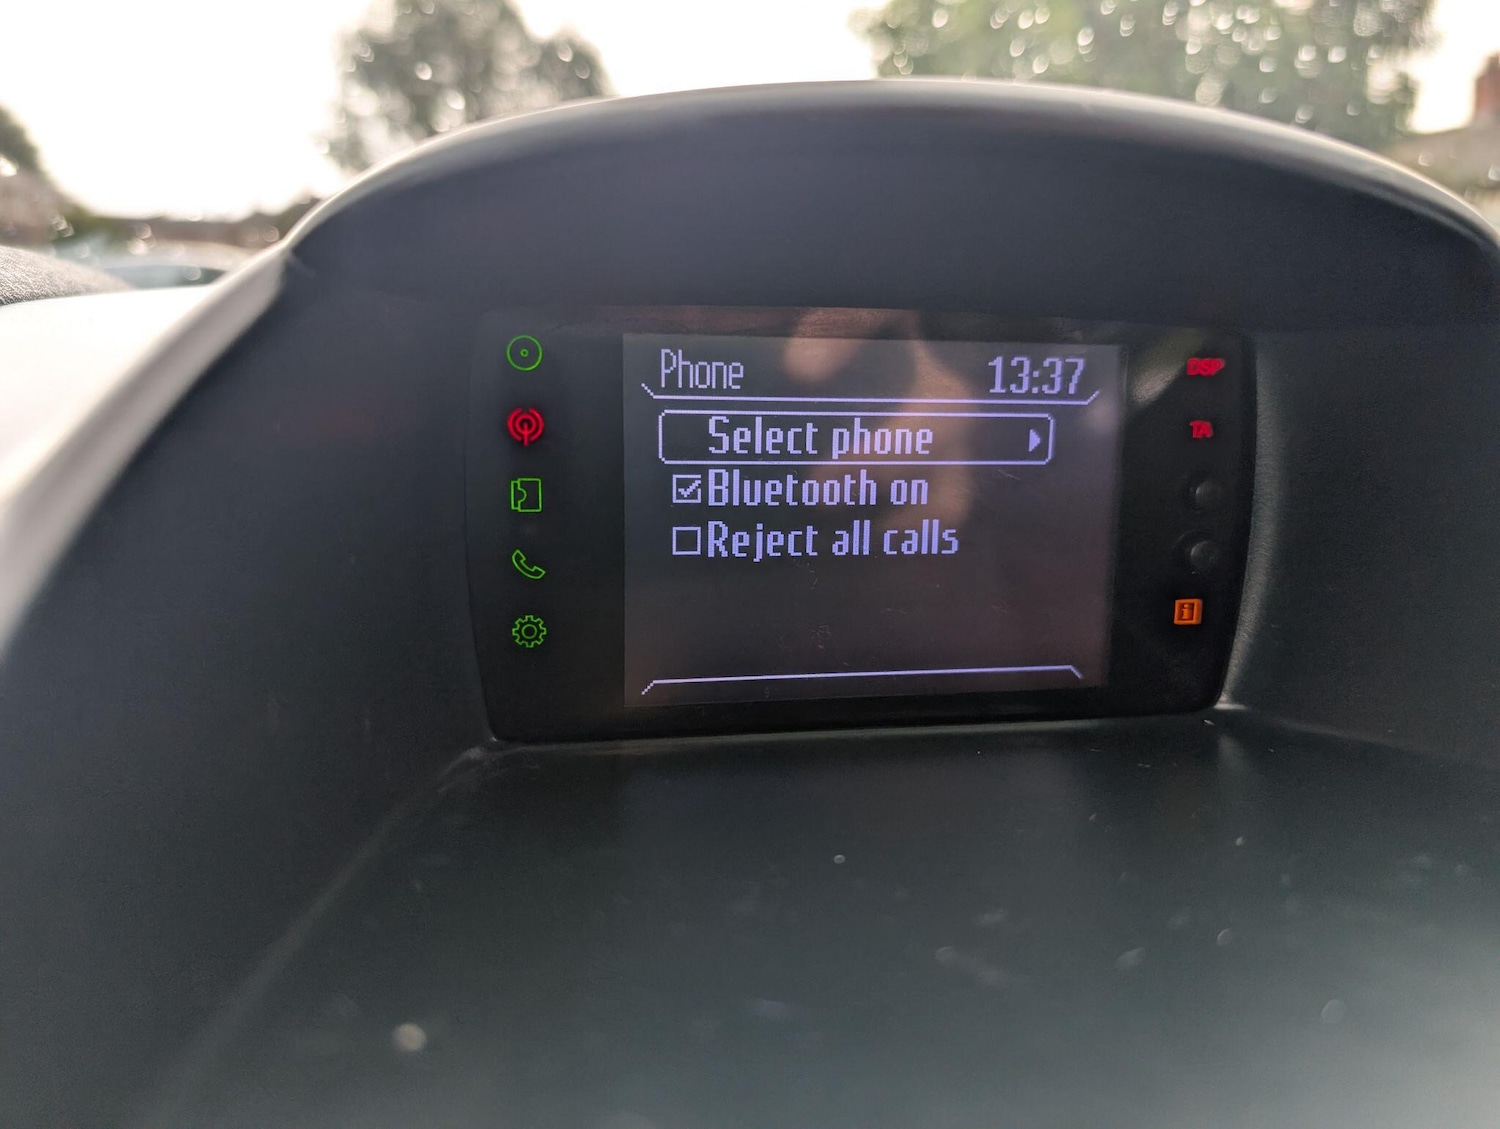 Phone 13:37
Select phone
Bluetooth on
Reject all calls
DSP
TA
i